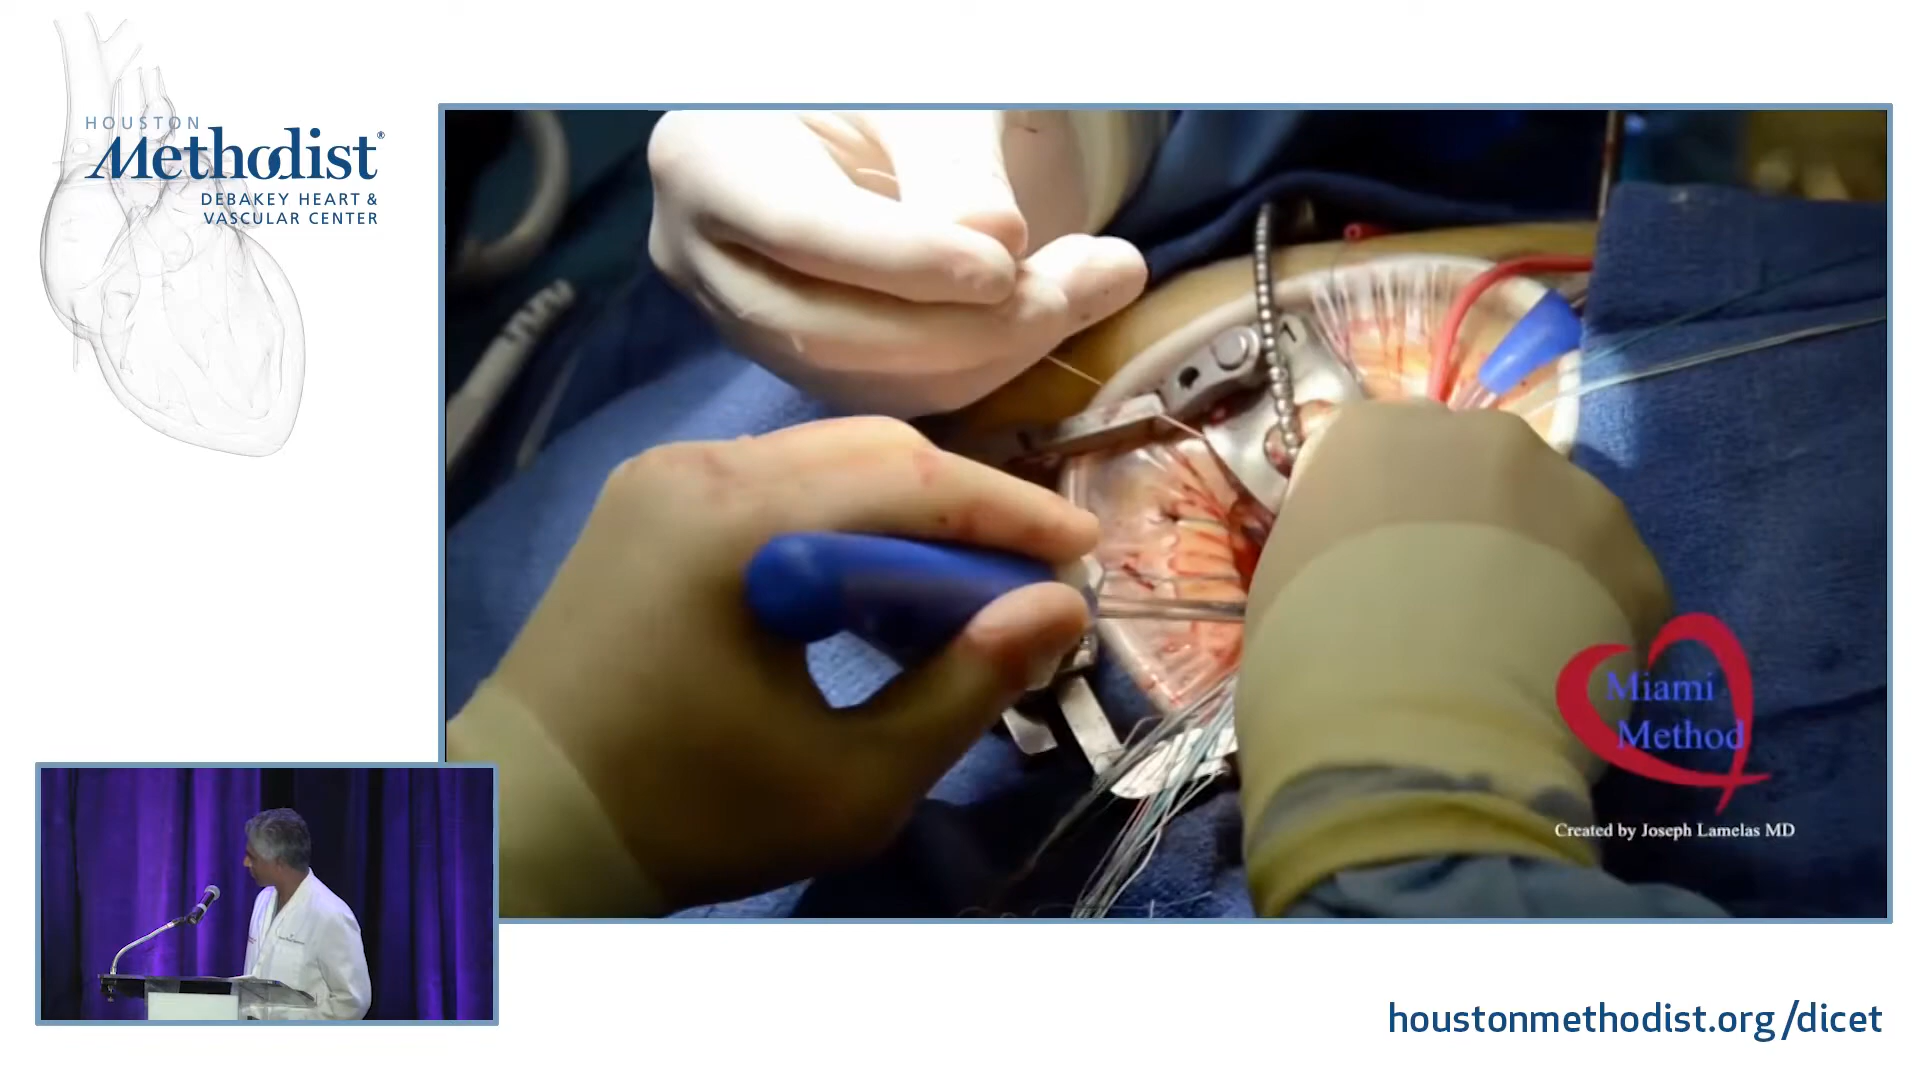 HOUSTON
Methodist®
DEBAKEY HEART &
VASCULAR CENTER
Miami
Method
Created by Joseph Lamelas MD
houstonmethodist.org/dicet